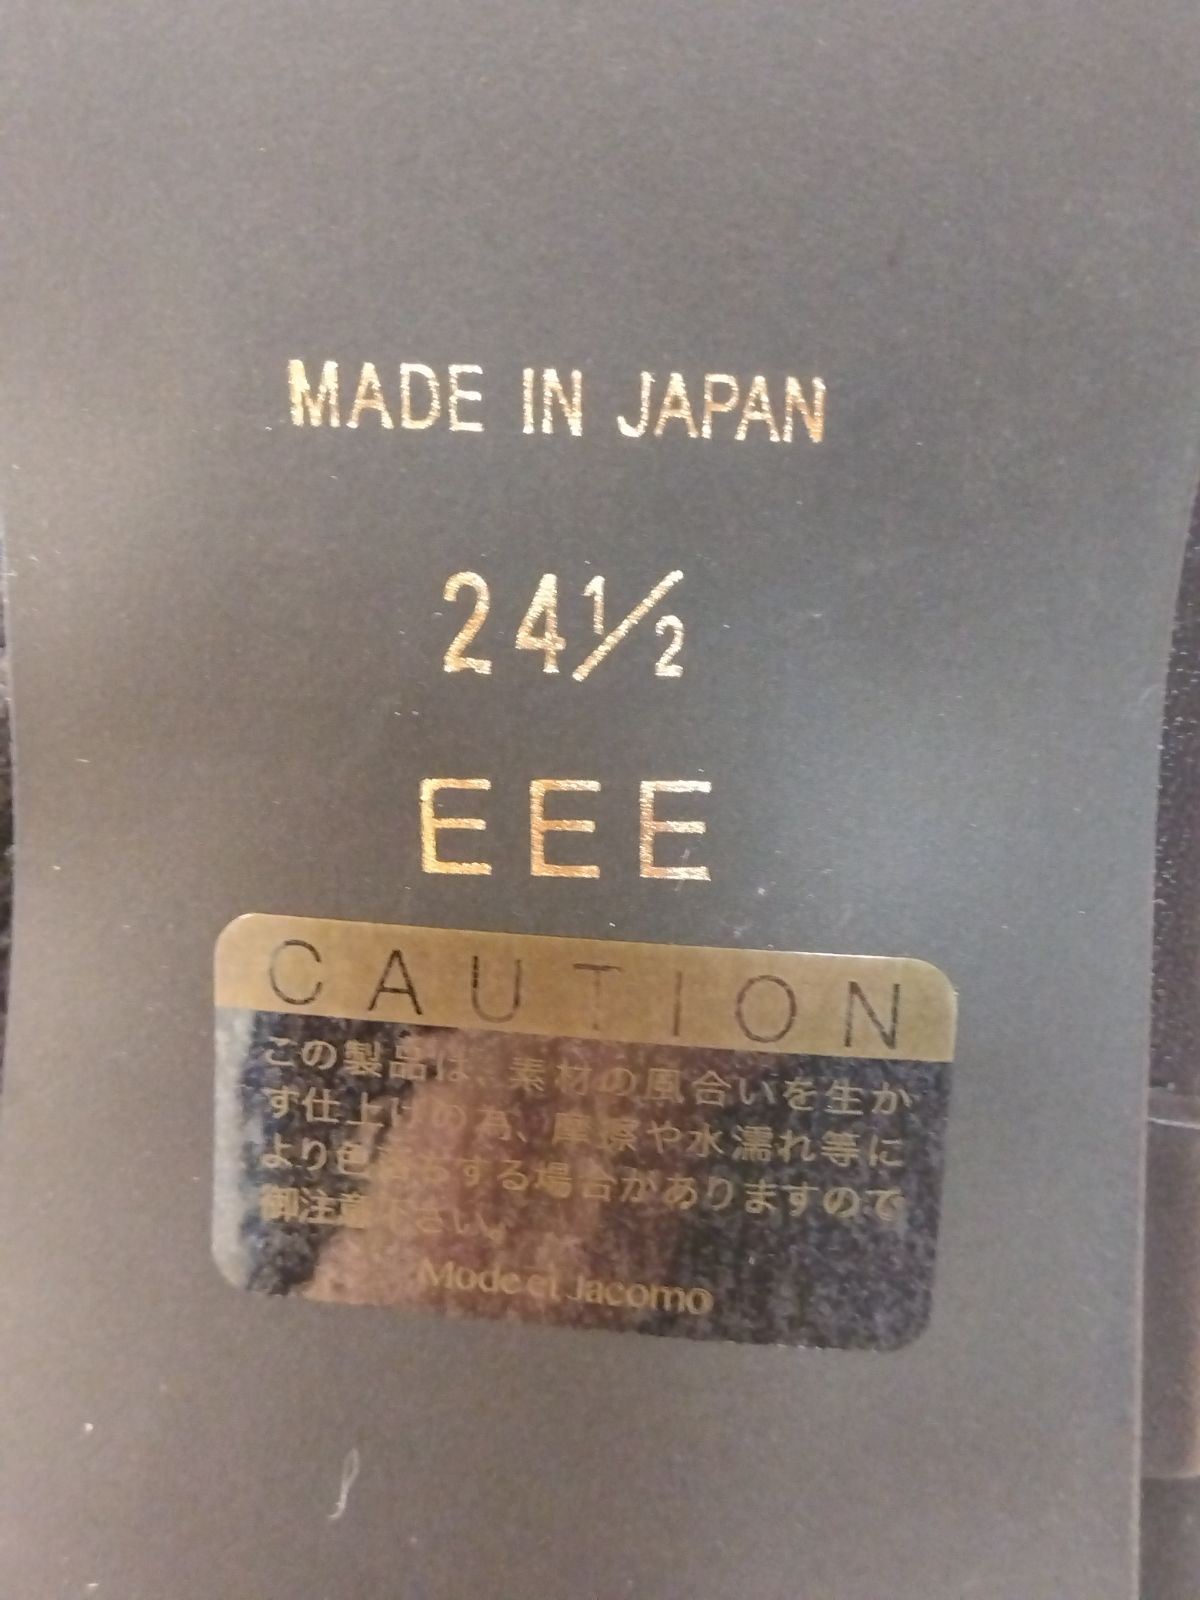 MADE IN JAPAN
24 1/2
EEE
CAUTION
この製品は、素材の風合いを生か
す仕上げの為、摩擦や水濡れ等に
より色落ちする場合がありますので
御注意下さい。
Mode et Jacomo